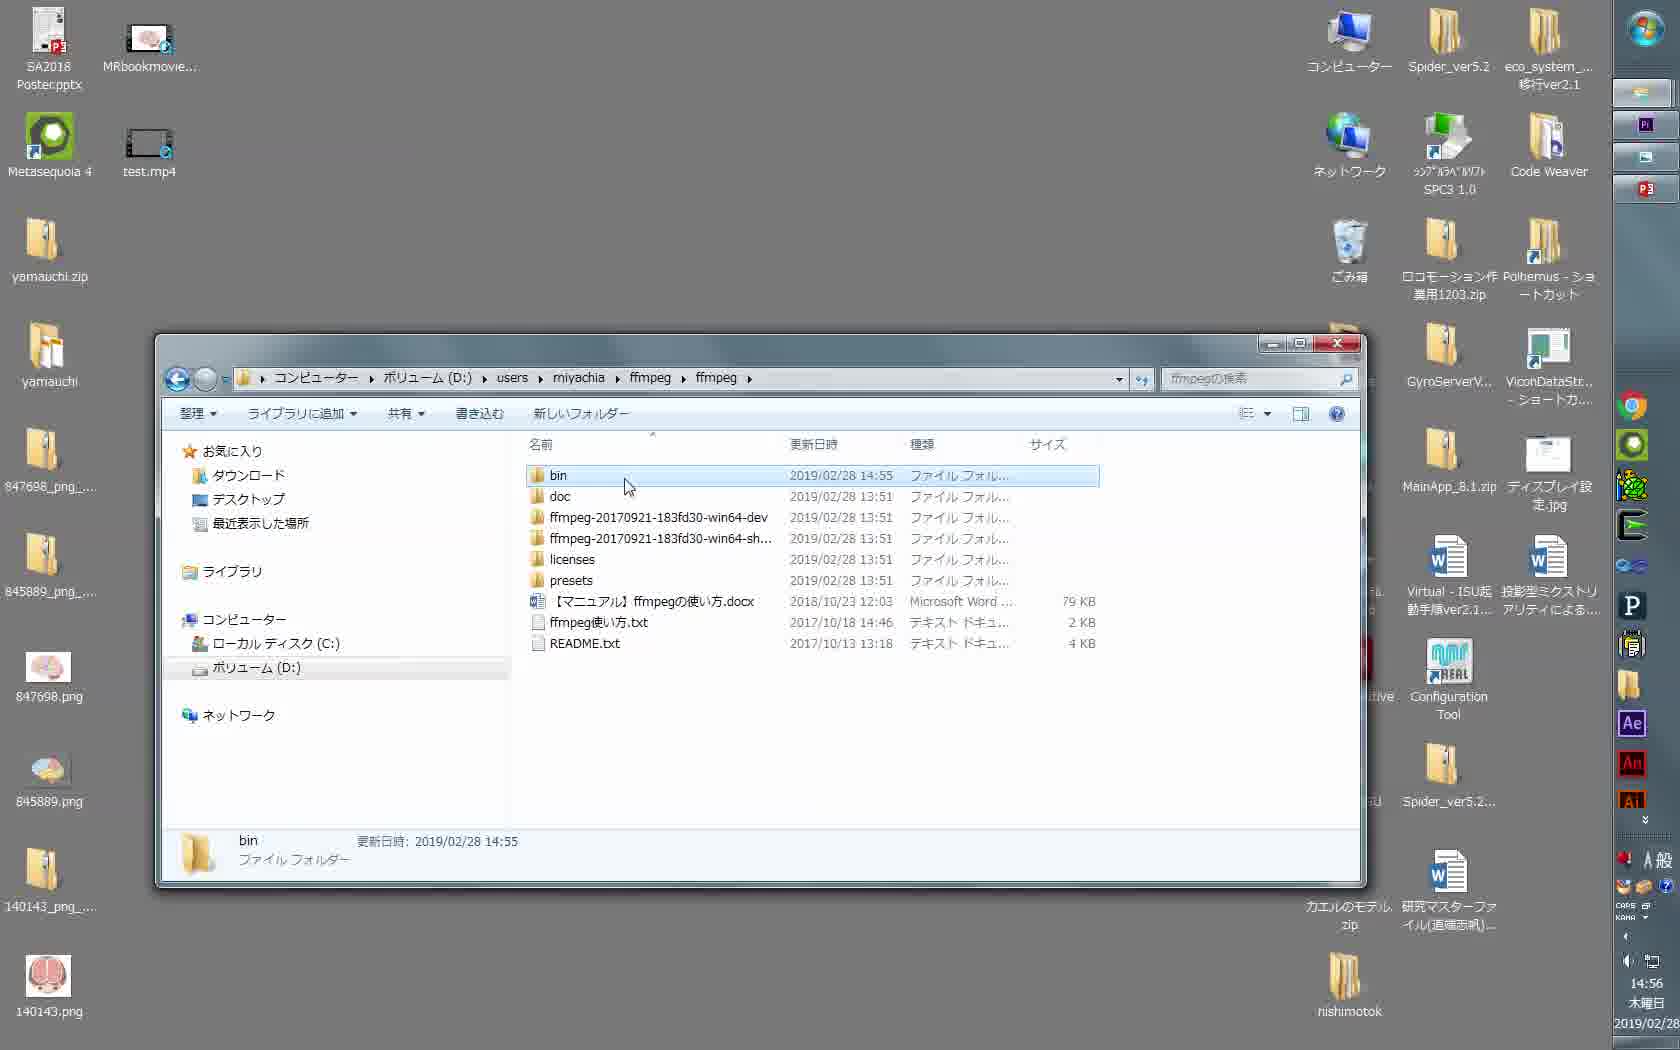 SA2018
Poster.pptx
MRbookmovie...
Metasequoia 4
test.mp4
yamauchi.zip
yamauchi
847698_png_....
845889_png_....
847698.png
845889.png
140143_png_....
140143.png
コンピューター
Spider_ver5.2
eco_system_...
移行ver2.1
ネットワーク
ｼﾝﾌﾟﾙﾗﾍﾞﾙｿﾌﾄ
SPC3 1.0
Code Weaver
ごみ箱
ロコモーション作
業用1203.zip
Polhemus - ショ
ートカット
GyroServerV...
ViconDataStr...
- ショートカ...
MainApp_8.1.zip
ディスプレイ設
定.jpg
Virtual - ISU起
動手順ver2.1...
投影型ミクストリ
アリティによる...
Configuration
Tool
Spider_ver5.2...
カエルのモデル.
zip
研究マスターファ
イル(道端志帆)...
nishimotok
コンピューター ▸ ボリューム (D:) ▸ users ▸ miyachia ▸ ffmpeg ▸ ffmpeg ▸
ffmpegの検索
整理 ライブラリに追加 共有 書き込む 新しいフォルダー
お気に入り
ダウンロード
デスクトップ
最近表示した場所
ライブラリ
コンピューター
ローカル ディスク (C:)
ボリューム (D:)
ネットワーク
名前 更新日時 種類 サイズ
bin 2019/02/28 14:55 ファイル フォル...
doc 2019/02/28 13:51 ファイル フォル...
ffmpeg-20170921-183fd30-win64-dev 2019/02/28 13:51 ファイル フォル...
ffmpeg-20170921-183fd30-win64-sh... 2019/02/28 13:51 ファイル フォル...
licenses 2019/02/28 13:51 ファイル フォル...
presets 2019/02/28 13:51 ファイル フォル...
【マニュアル】ffmpegの使い方.docx 2018/10/23 12:03 Microsoft Word ... 79 KB
ffmpeg使い方.txt 2017/10/18 14:46 テキスト ドキュ... 2 KB
README.txt 2017/10/13 13:18 テキスト ドキュ... 4 KB
bin 更新日時: 2019/02/28 14:55
ファイル フォルダー
Pr
Ae
An
Ai
A 般
CAPS
KANA
14:56
木曜日
2019/02/28